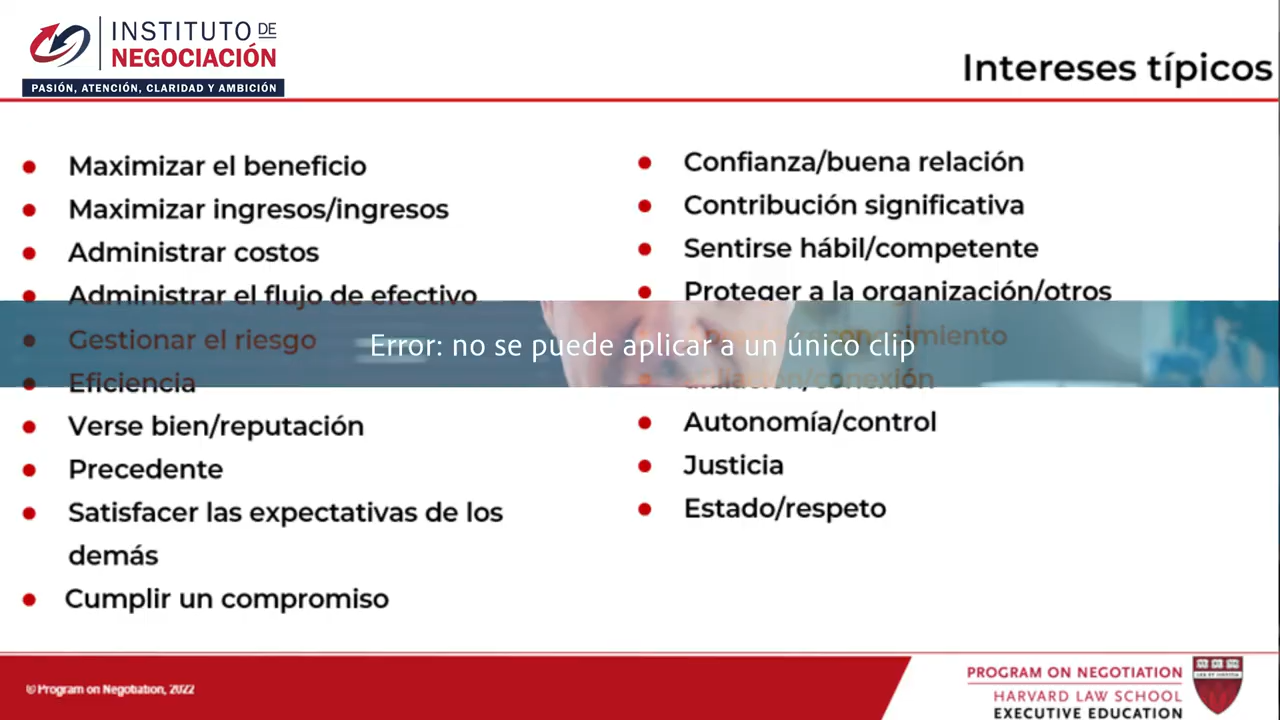 INSTITUTO DE
NEGOCIACIÓN
PASIÓN, ATENCIÓN, CLARIDAD Y AMBICIÓN
Intereses típicos
Maximizar el beneficio
Maximizar ingresos/ingresos
Administrar costos
Administrar el flujo de efectivo
Gestionar el riesgo
Eficiencia
Verse bien/reputación
Precedente
Satisfacer las expectativas de los
demás
Cumplir un compromiso
Confianza/buena relación
Contribución significativa
Sentirse hábil/competente
Proteger a la organización/otros
Autonomía/control
Justicia
Estado/respeto
Error: no se puede aplicar a un único clip
© Program on Negotiation, 2022
PROGRAM ON NEGOTIATION
HARVARD LAW SCHOOL
EXECUTIVE EDUCATION